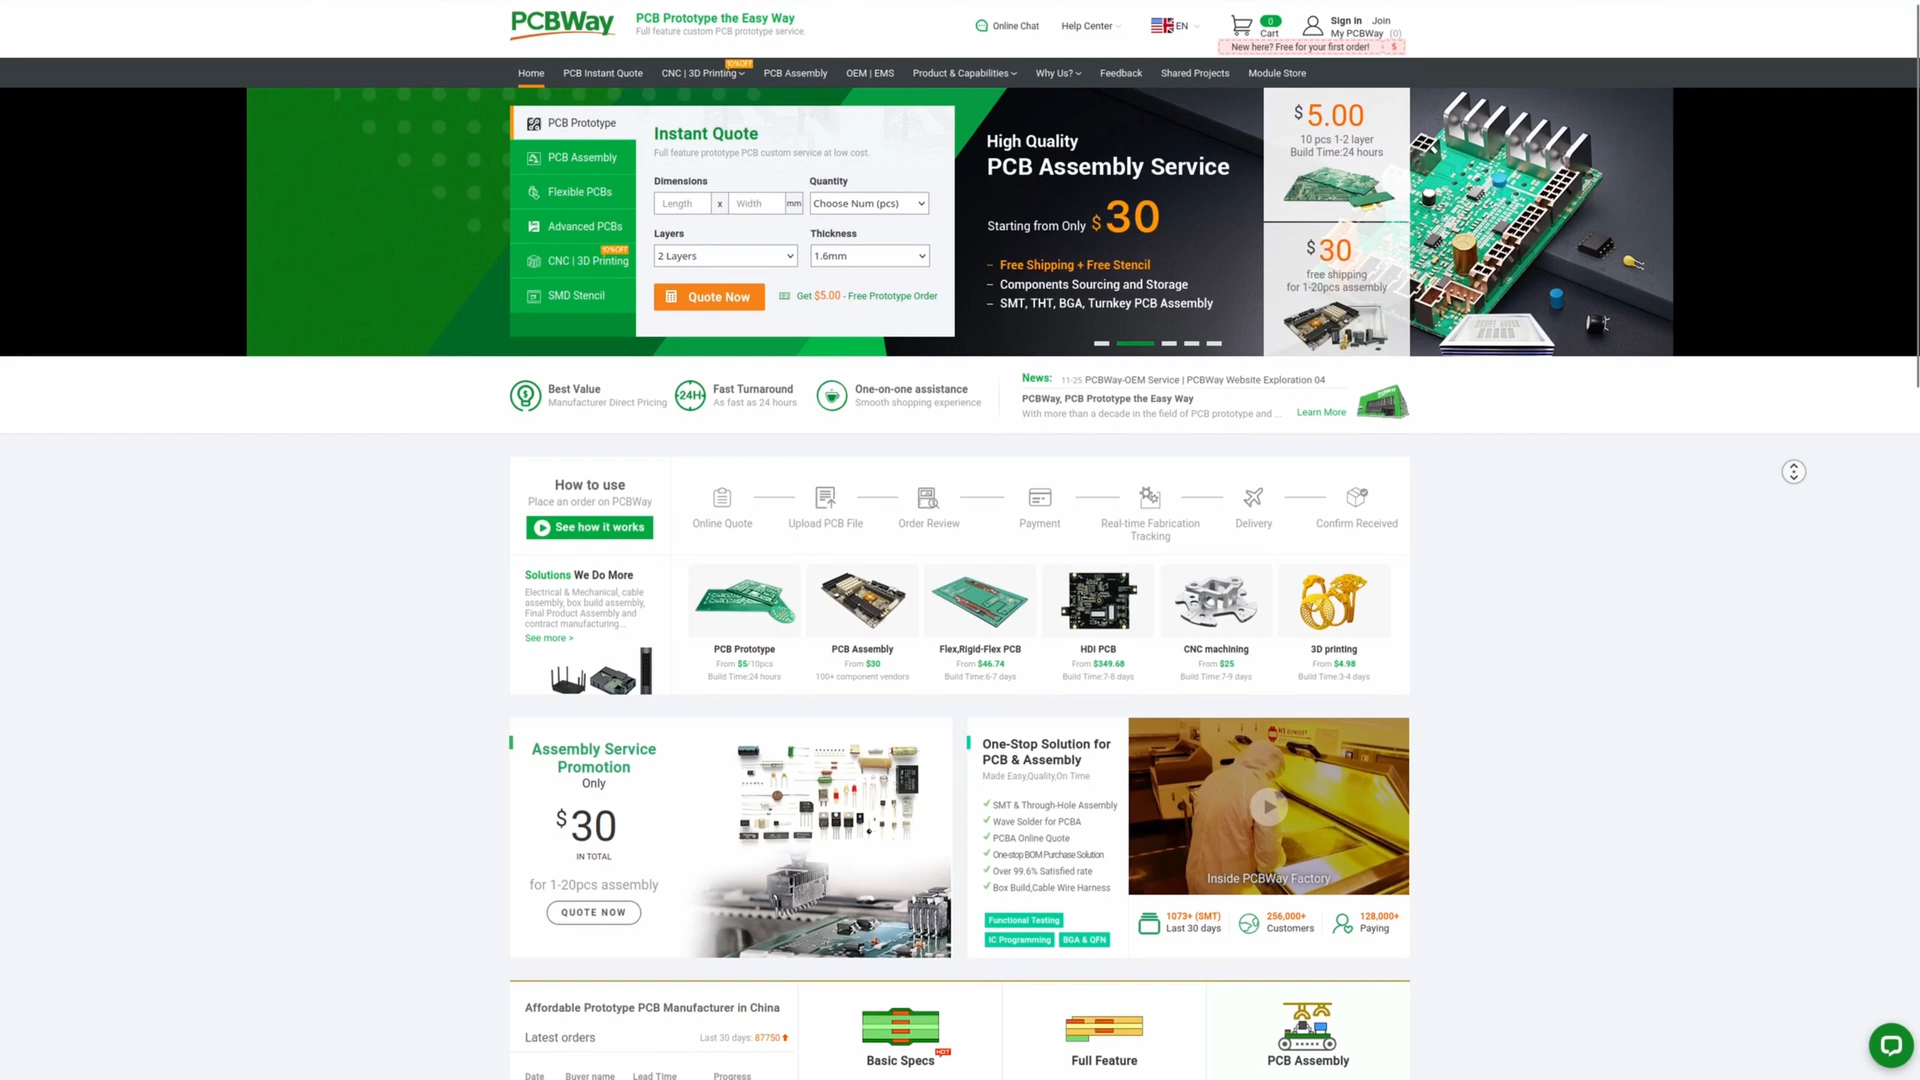 PCBWay
PCB Prototype the Easy Way
Full feature custom PCB prototype service.
Online Chat
Help Center
EN
0
Cart
Sign in
Join
My PCBWay (0)
New here? Free for your first order!
$
Home
PCB Instant Quote
CNC | 3D Printing
10%OFF
PCB Assembly
OEM | EMS
Product & Capabilities
Why Us?
Feedback
Shared Projects
Module Store
PCB Prototype
PCB Assembly
Flexible PCBs
Advanced PCBs
10%OFF
CNC | 3D Printing
SMD Stencil
Instant Quote
Full feature prototype PCB custom service at low cost.
Dimensions
Quantity
Length x Width mm
Choose Num (pcs)
Layers
Thickness
2 Layers
1.6mm
Quote Now
Get $5.00 - Free Prototype Order
High Quality
PCB Assembly Service
Starting from Only $30
– Free Shipping + Free Stencil
– Components Sourcing and Storage
– SMT, THT, BGA, Turnkey PCB Assembly
$5.00
10 pcs 1-2 layer
Build Time:24 hours
$30
free shipping
for 1-20pcs assembly
Best Value
Manufacturer Direct Pricing
24H
Fast Turnaround
As fast as 24 hours
One-on-one assistance
Smooth shopping experience
News: 11-25 PCBWay-OEM Service | PCBWay Website Exploration 04
PCBWay, PCB Prototype the Easy Way
With more than a decade in the field of PCB prototype and ...
Learn More
How to use
Place an order on PCBWay
See how it works
Online Quote
Upload PCB File
Order Review
Payment
Real-time Fabrication
Tracking
Delivery
Confirm Received
Solutions We Do More
Electrical & Mechanical, cable
assembly, box build assembly,
Final Product Assembly and
contract manufacturing...
See more >
PCB Prototype
From $5/10pcs
Build Time:24 hours
PCB Assembly
From $30
100+ component vendors
Flex,Rigid-Flex PCB
From $46.74
Build Time:6-7 days
HDI PCB
From $349.68
Build Time:7-8 days
CNC machining
From $25
Build Time:7-9 days
3D printing
From $4.98
Build Time:3-4 days
Assembly Service
Promotion
Only
$30
IN TOTAL
for 1-20pcs assembly
QUOTE NOW
One-Stop Solution for
PCB & Assembly
Made Easy,Quality,On Time
SMT & Through-Hole Assembly
Wave Solder for PCBA
PCBA Online Quote
One-stop BOM Purchase Solution
Over 99.6% Satisfied rate
Box Build,Cable Wire Harness
Functional Testing
IC Programming
BGA & QFN
Inside PCBWay Factory
1073+ (SMT)
Last 30 days
256,000+
Customers
128,000+
Paying
Affordable Prototype PCB Manufacturer in China
Latest orders
Last 30 days: 87750
Date
Buyer name
Lead Time
Progress
Basic Specs
HOT
Full Feature
PCB Assembly